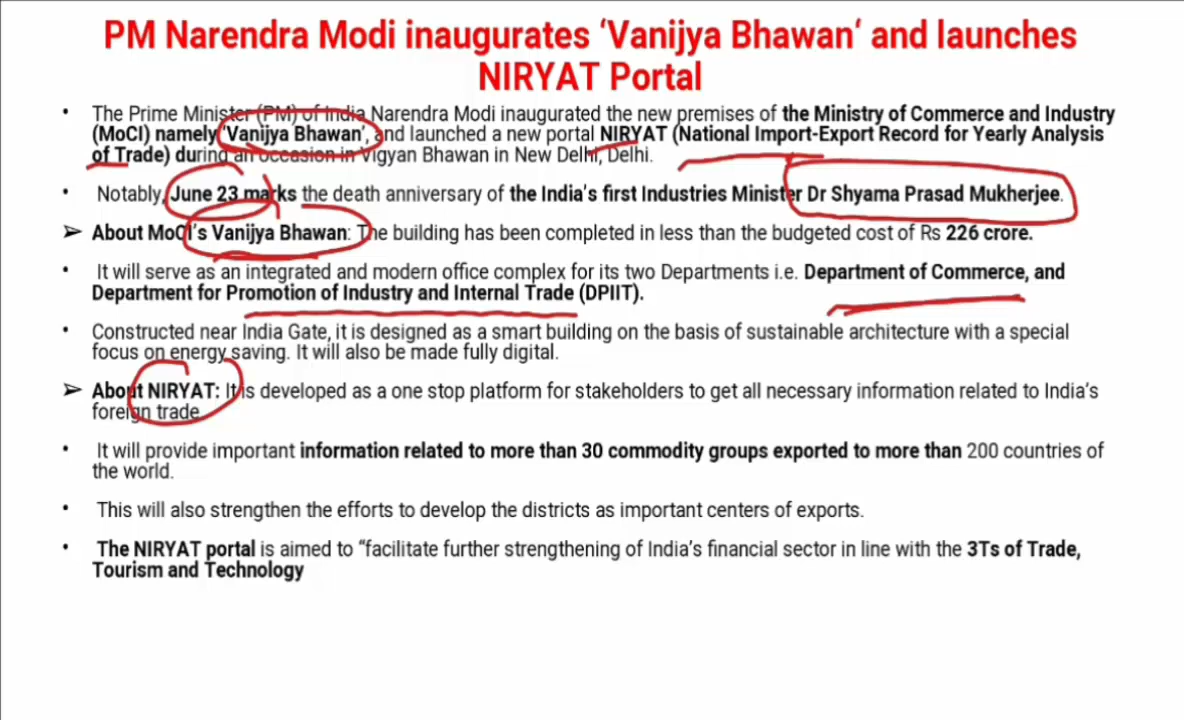 PM Narendra Modi inaugurates ‘Vanijya Bhawan‘ and launches
NIRYAT Portal
• The Prime Minister (PM) of India Narendra Modi inaugurated the new premises of the Ministry of Commerce and Industry
(MoCI) namely ‘Vanijya Bhawan’, and launched a new portal NIRYAT (National Import-Export Record for Yearly Analysis
of Trade) during an occasion in Vigyan Bhawan in New Delhi, Delhi.
• Notably, June 23 marks the death anniversary of the India’s first Industries Minister Dr Shyama Prasad Mukherjee.
➢ About MoCI’s Vanijya Bhawan: The building has been completed in less than the budgeted cost of Rs 226 crore.
• It will serve as an integrated and modern office complex for its two Departments i.e. Department of Commerce, and
Department for Promotion of Industry and Internal Trade (DPIIT).
• Constructed near India Gate, it is designed as a smart building on the basis of sustainable architecture with a special
focus on energy saving. It will also be made fully digital.
➢ About NIRYAT: It is developed as a one stop platform for stakeholders to get all necessary information related to India’s
foreign trade.
• It will provide important information related to more than 30 commodity groups exported to more than 200 countries of
the world.
• This will also strengthen the efforts to develop the districts as important centers of exports.
• The NIRYAT portal is aimed to “facilitate further strengthening of India’s financial sector in line with the 3Ts of Trade,
Tourism and Technology